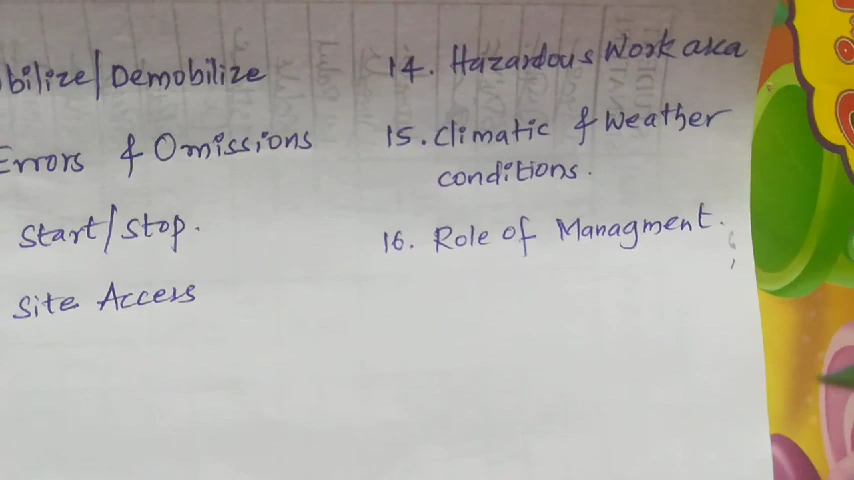 bilize/Demobilize
Errors & Omissions
Start/Stop.
Site Access
14. Hazardous Work area
15. Climatic & Weather
conditions.
16. Role of Managment.